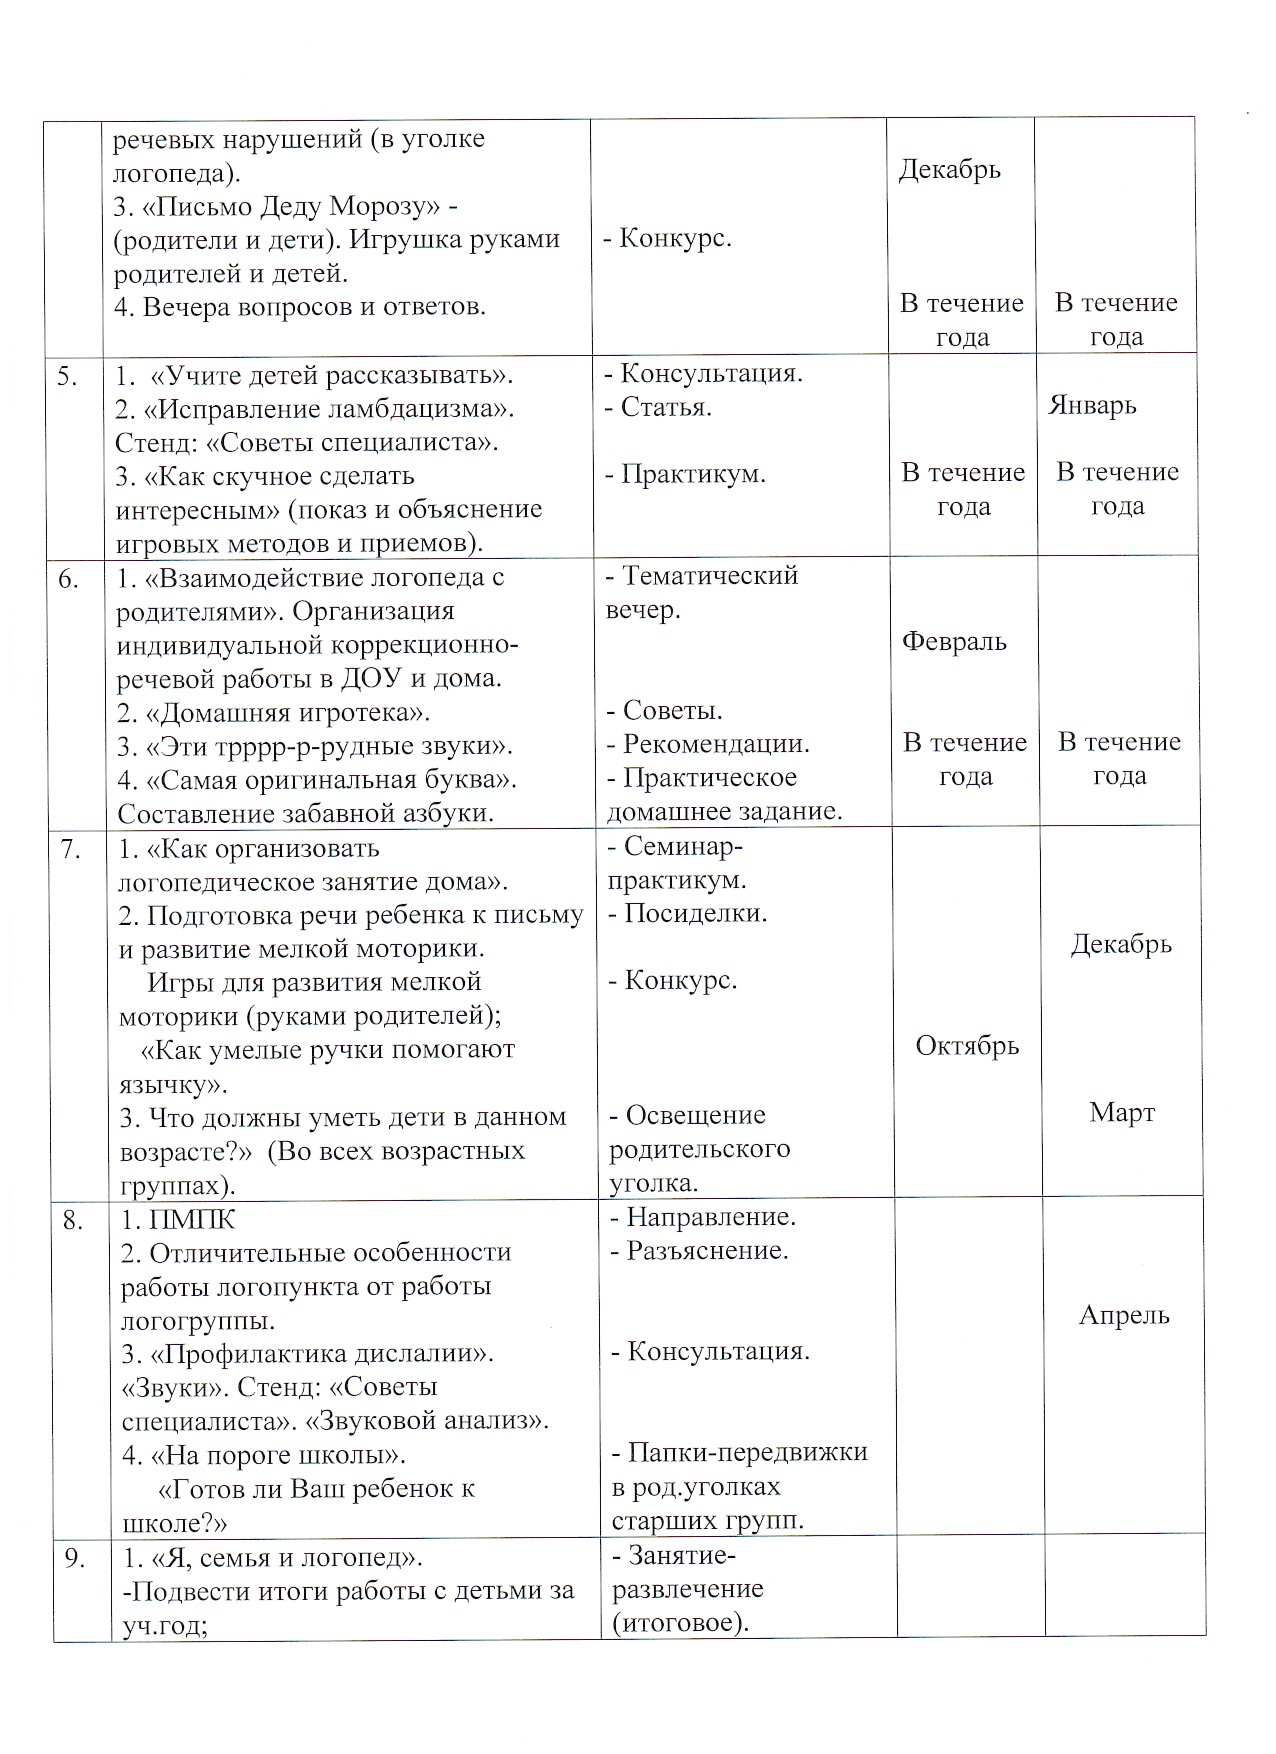 речевых нарушений (в уголке
логопеда).
3. «Письмо Деду Морозу» -
(родители и дети). Игрушка руками
родителей и детей.
4. Вечера вопросов и ответов.
- Конкурс.
Декабрь
В течение
года
В течение
года
5.
1. «Учите детей рассказывать».
2. «Исправление ламбдацизма».
Стенд: «Советы специалиста».
3. «Как скучное сделать
интересным» (показ и объяснение
игровых методов и приемов).
- Консультация.
- Статья.
- Практикум.
В течение
года
Январь
В течение
года
6.
1. «Взаимодействие логопеда с
родителями». Организация
индивидуальной коррекционно-
речевой работы в ДОУ и дома.
2. «Домашняя игротека».
3. «Эти трррр-р-рудные звуки».
4. «Самая оригинальная буква».
Составление забавной азбуки.
- Тематический
вечер.
- Советы.
- Рекомендации.
- Практическое
домашнее задание.
Февраль
В течение
года
В течение
года
7.
1. «Как организовать
логопедическое занятие дома».
2. Подготовка речи ребенка к письму
и развитие мелкой моторики.
Игры для развития мелкой
моторики (руками родителей);
«Как умелые ручки помогают
язычку».
3. Что должны уметь дети в данном
возрасте?» (Во всех возрастных
группах).
- Семинар-
практикум.
- Посиделки.
- Конкурс.
- Освещение
родительского
уголка.
Октябрь
Декабрь
Март
8.
1. ПМПК
2. Отличительные особенности
работы логопункта от работы
логогруппы.
3. «Профилактика дислалии».
«Звуки». Стенд: «Советы
специалиста». «Звуковой анализ».
4. «На пороге школы».
«Готов ли Ваш ребенок к
школе?»
- Направление.
- Разъяснение.
- Консультация.
- Папки-передвижки
в род.уголках
старших групп.
Апрель
9.
1. «Я, семья и логопед».
-Подвести итоги работы с детьми за
уч.год;
- Занятие-
развлечение
(итоговое).